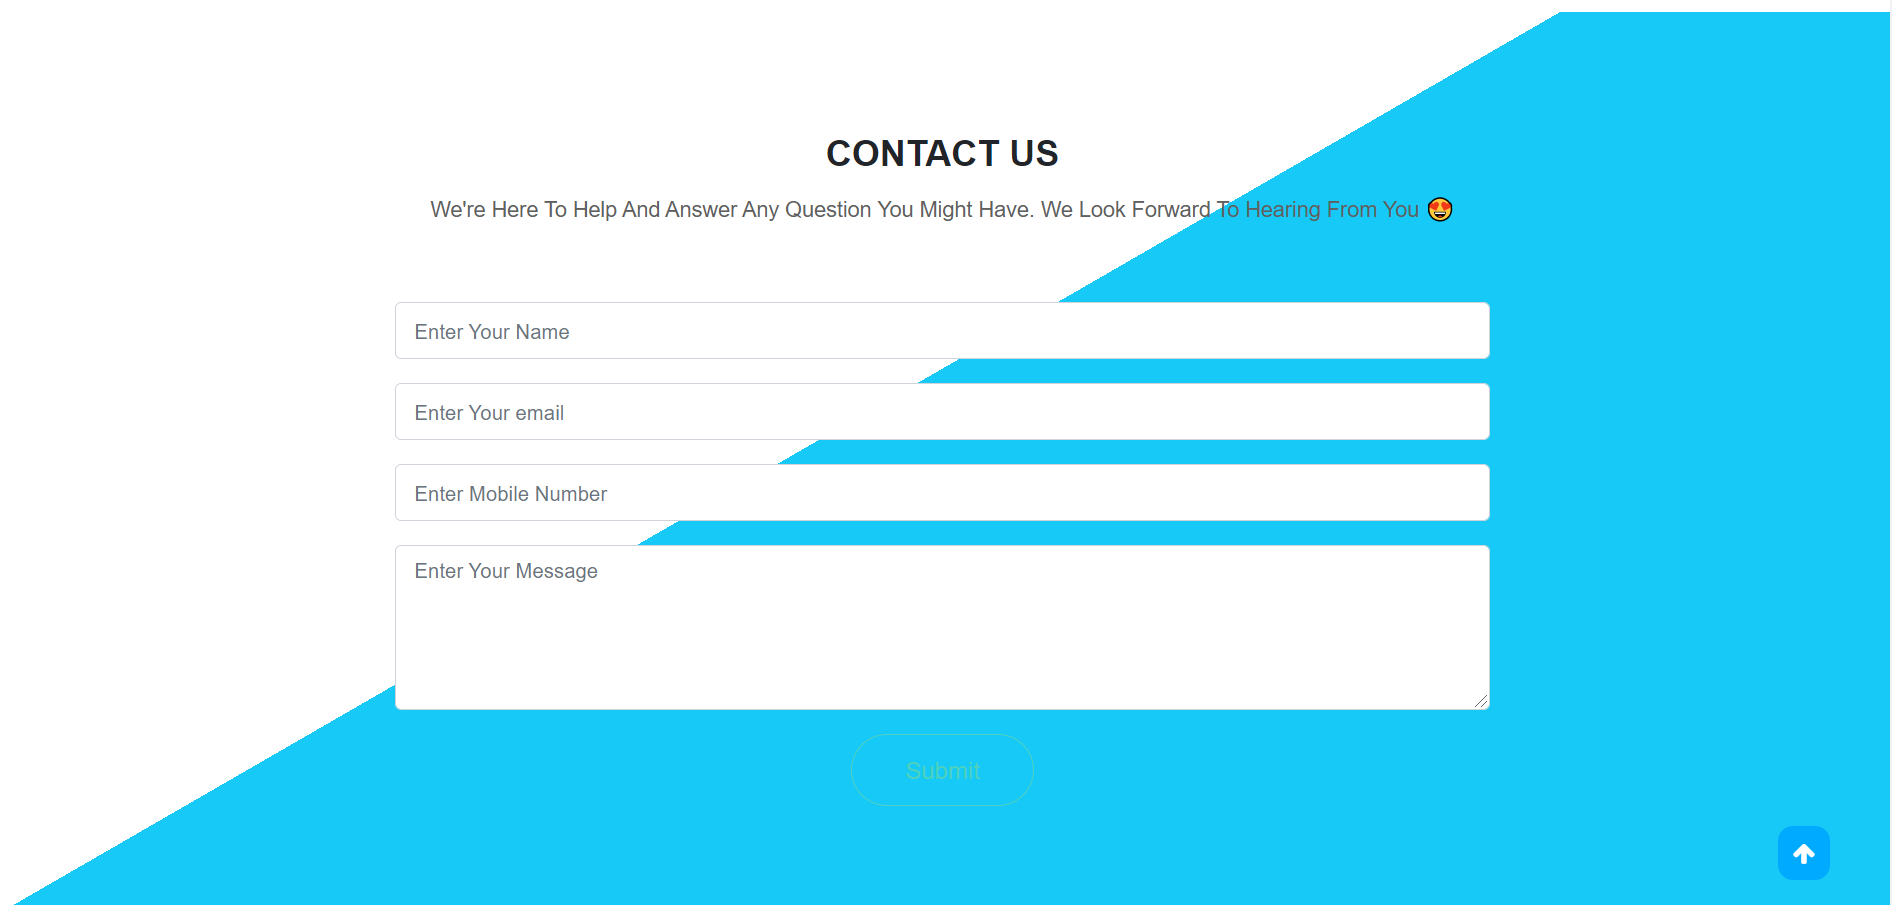 CONTACT US
We're Here To Help And Answer Any Question You Might Have. We Look Forward To Hearing From You 😍
Enter Your Name
Enter Your email
Enter Mobile Number
Enter Your Message
Submit